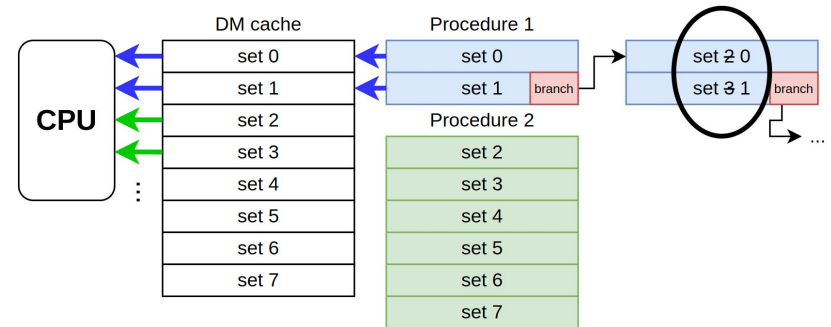 DM cache
Procedure 1
CPU
set 0
set 1
set 2
set 3
set 4
set 5
set 6
set 7
⋮
set 0
set 1
branch
Procedure 2
set 2
set 3
set 4
set 5
set 6
set 7
set 2 0
set 3 1
branch
...